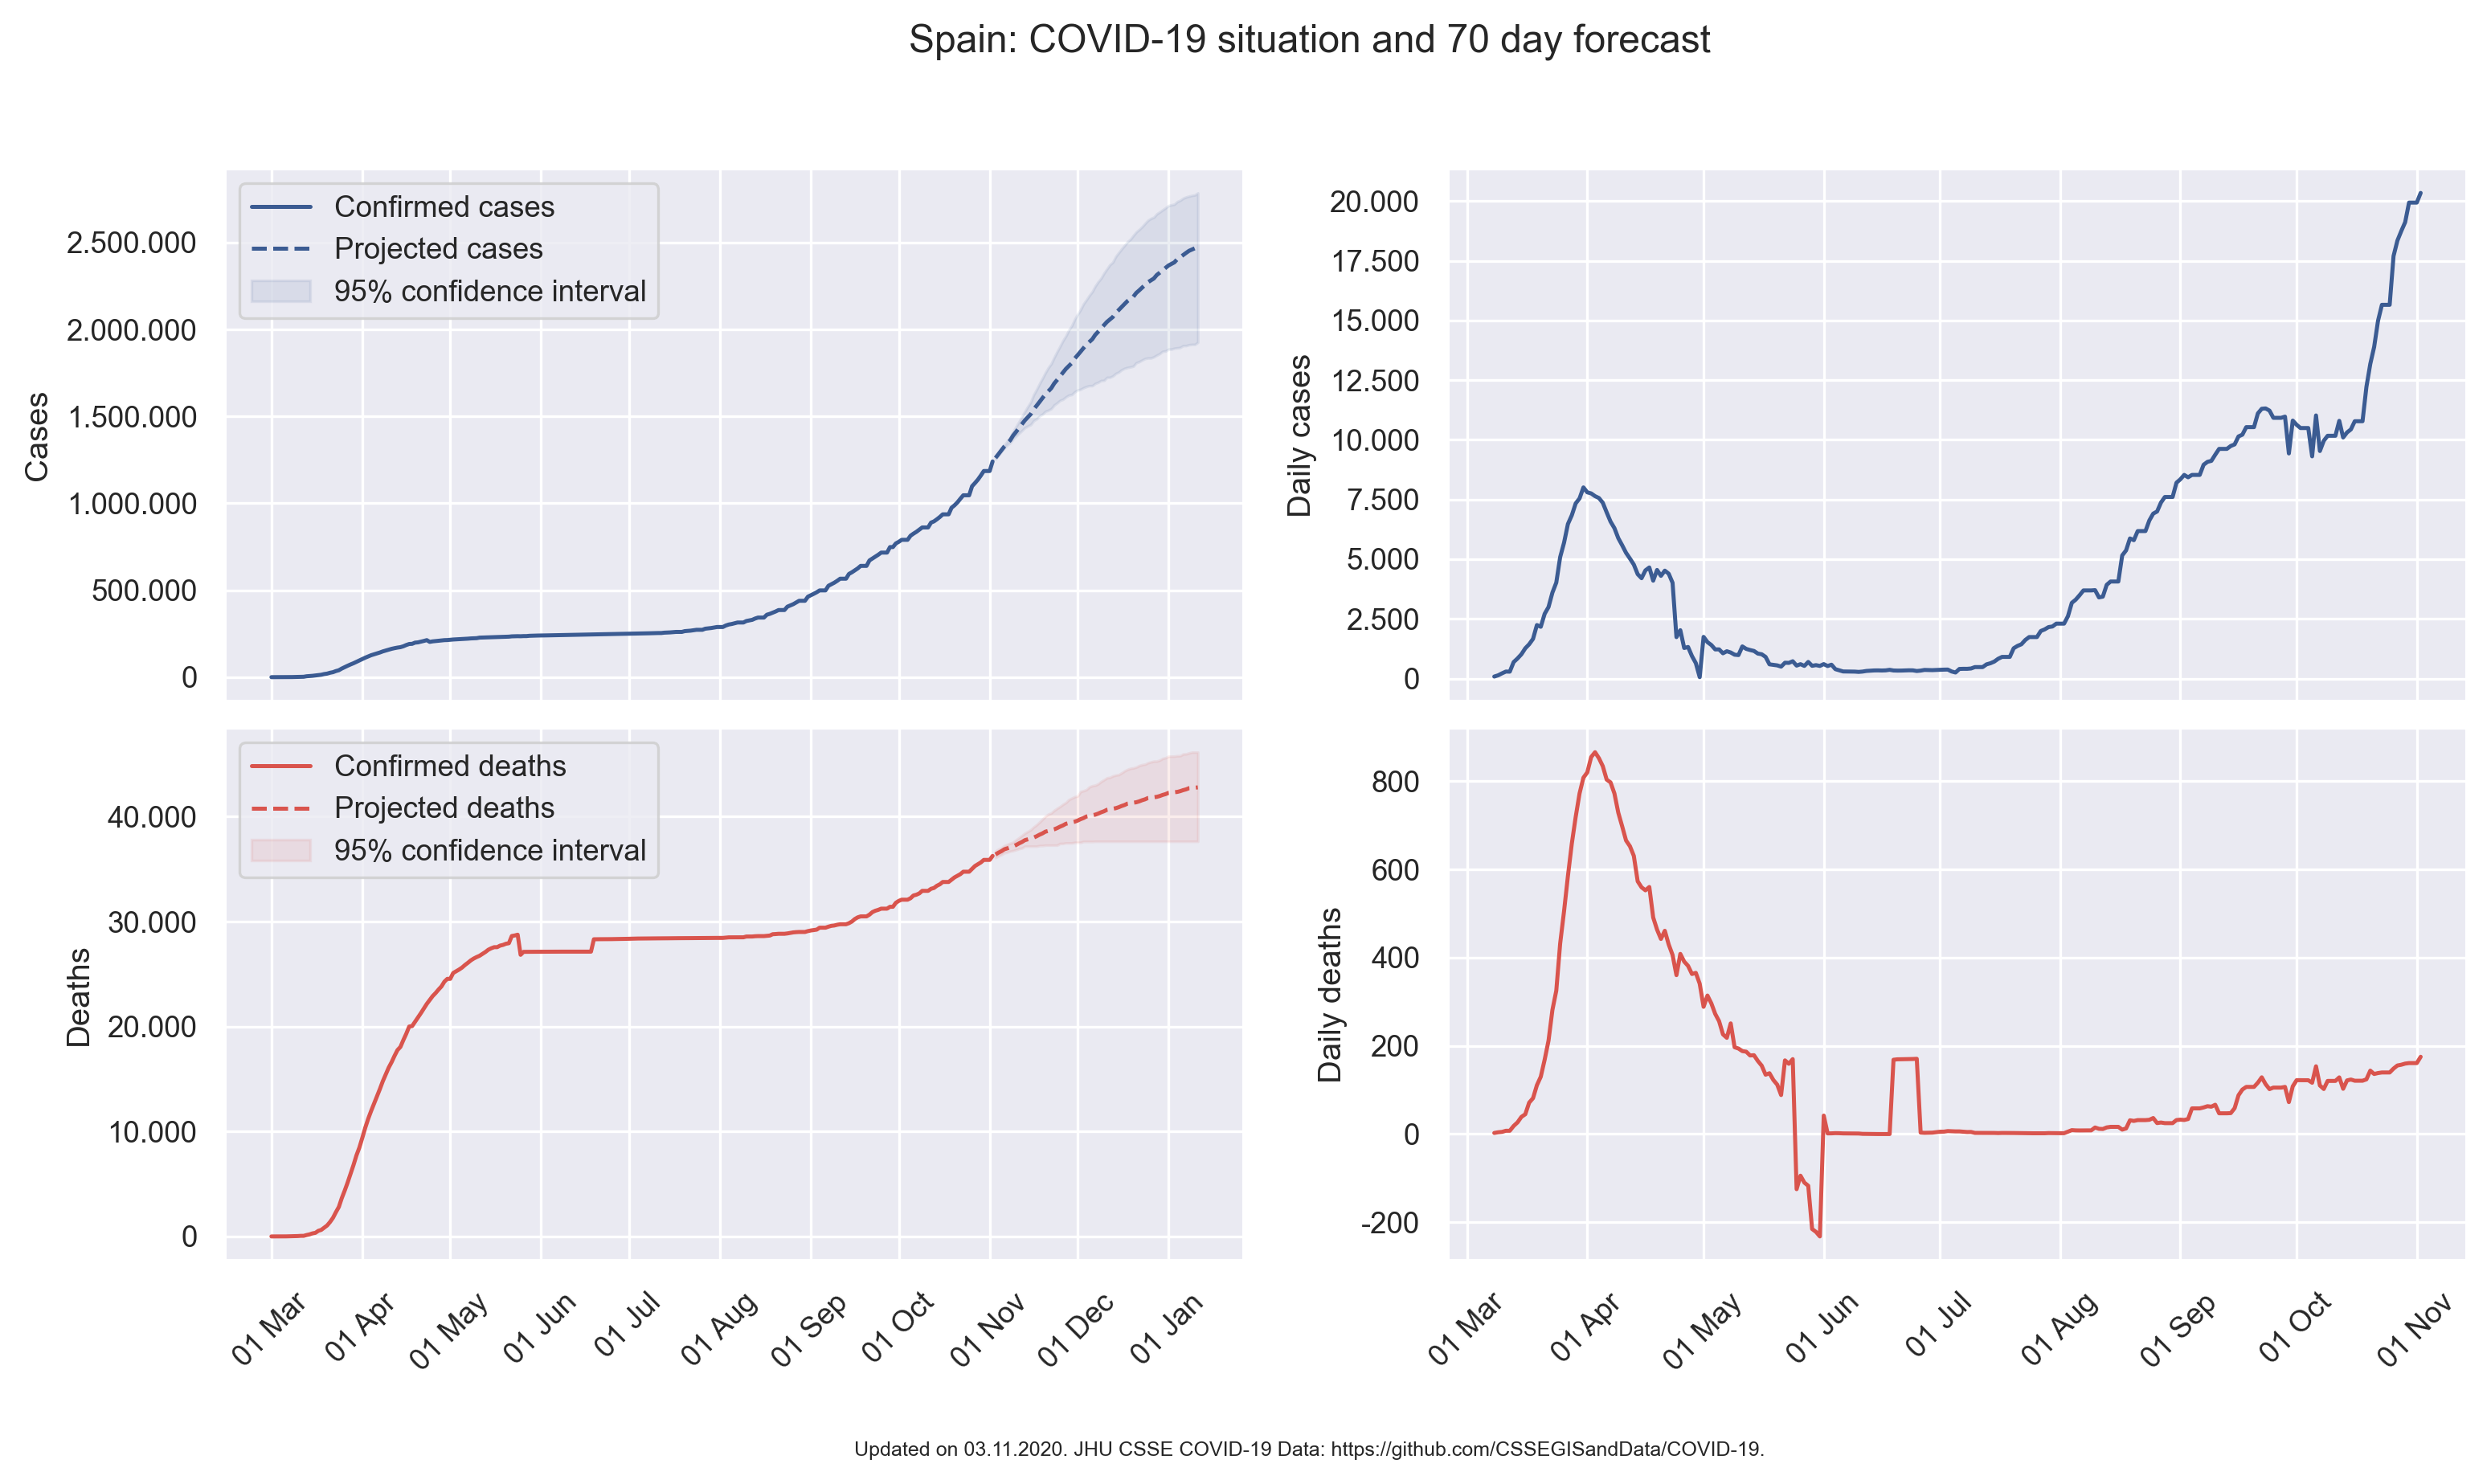 Spain: COVID-19 situation and 70 day forecast
Confirmed cases
Projected cases
95% confidence interval
Cases
2.500.000
2.000.000
1.500.000
1.000.000
500.000
0
Daily cases
20.000
17.500
15.000
12.500
10.000
7.500
5.000
2.500
0
Confirmed deaths
Projected deaths
95% confidence interval
Deaths
40.000
30.000
20.000
10.000
0
01 Mar
01 Apr
01 May
01 Jun
01 Jul
01 Aug
01 Sep
01 Oct
01 Nov
01 Dec
01 Jan
Daily deaths
800
600
400
200
0
-200
01 Mar
01 Apr
01 May
01 Jun
01 Jul
01 Aug
01 Sep
01 Oct
01 Nov
Updated on 03.11.2020. JHU CSSE COVID-19 Data: https://github.com/CSSEGISandData/COVID-19.